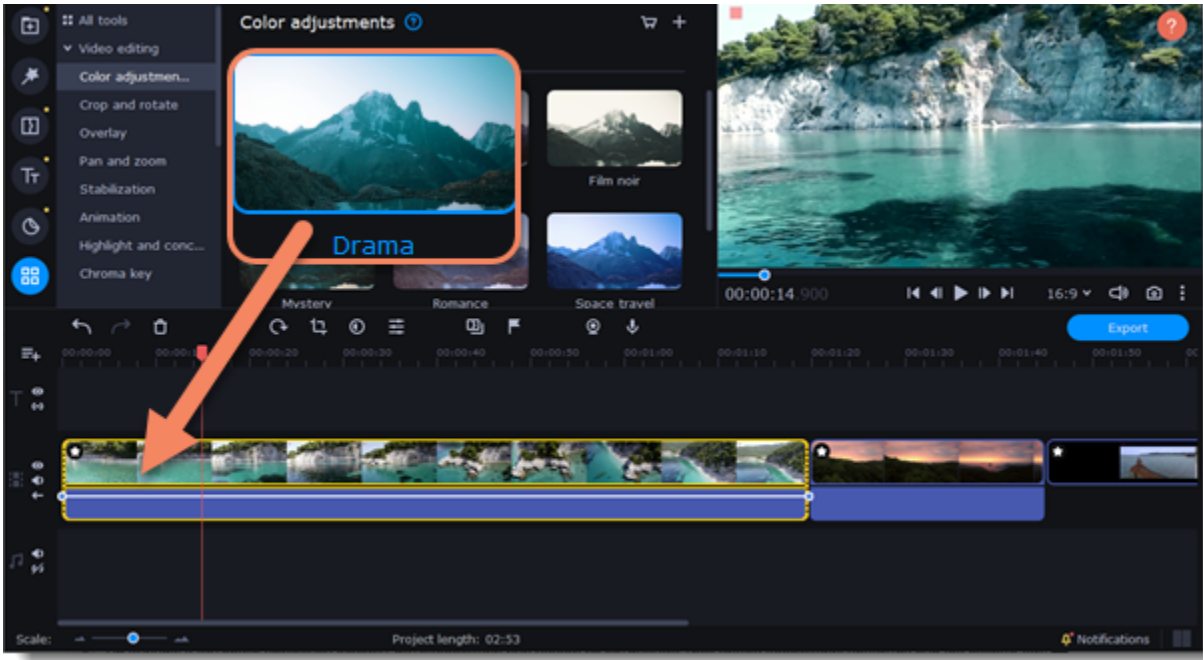 All tools
Video editing
Color adjustmen...
Crop and rotate
Overlay
Pan and zoom
Stabilization
Animation
Highlight and conc...
Chroma key
Color adjustments ?
Drama
Film noir
Mystery
Romance
Space travel
?
00:00:14.900
16:9
Export
00:00:00 00:00:20 00:00:30 00:00:40 00:00:50 00:01:00 00:01:10 00:01:20 00:01:30 00:01:40 00:01:50
Scale:
Project length: 02:53
Notifications